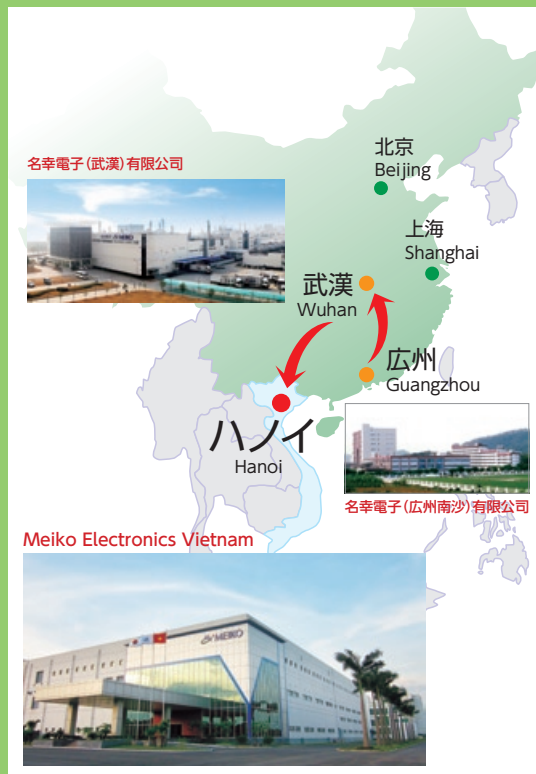 北京
Beijing
名幸電子(武漢)有限公司
上海
Shanghai
武漢
Wuhan
広州
Guangzhou
ハノイ
Hanoi
名幸電子(広州南沙)有限公司
Meiko Electronics Vietnam
MEIKO